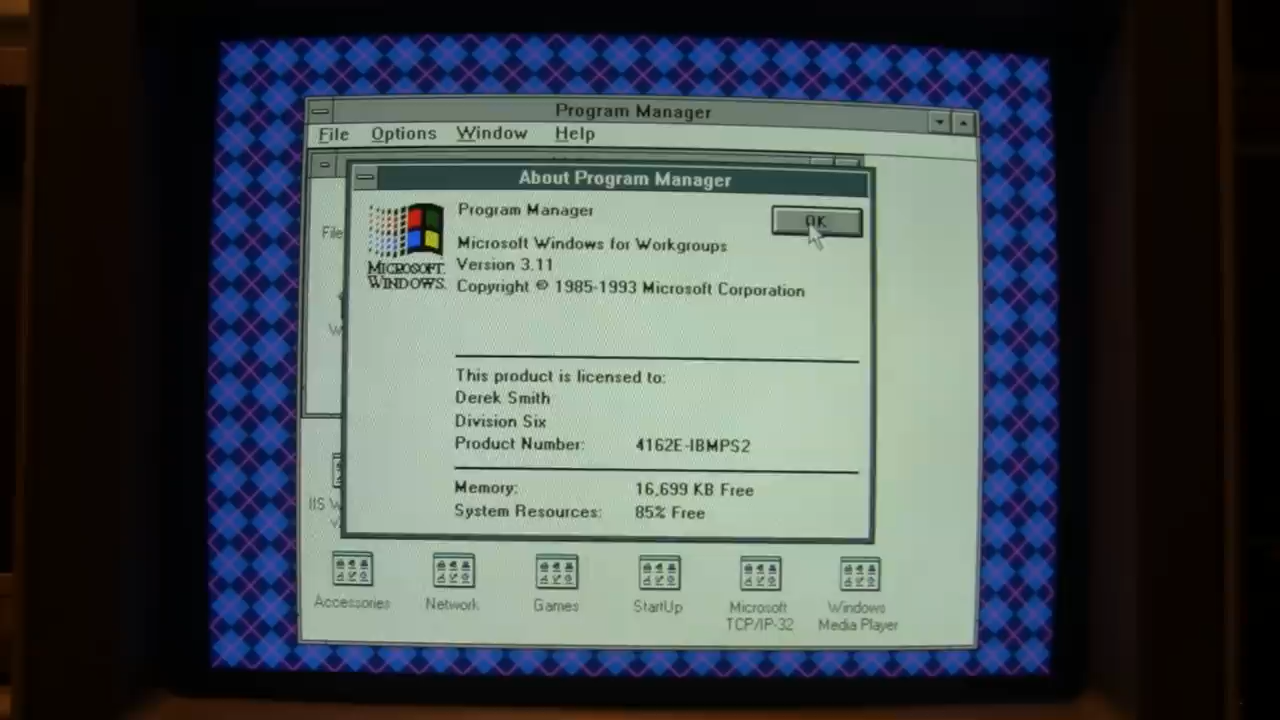 Program Manager
File Options Window Help
About Program Manager
Program Manager
OK
MICROSOFT.
WINDOWS.
Microsoft Windows for Workgroups
Version 3.11
Copyright © 1985-1993 Microsoft Corporation
This product is licensed to:
Derek Smith
Division Six
Product Number: 4162E-IBMPS2
Memory: 16,699 KB Free
System Resources: 85% Free
File
IIS
Accessories
Network
Games
StartUp
Microsoft
TCP/IP-32
Windows
Media Player